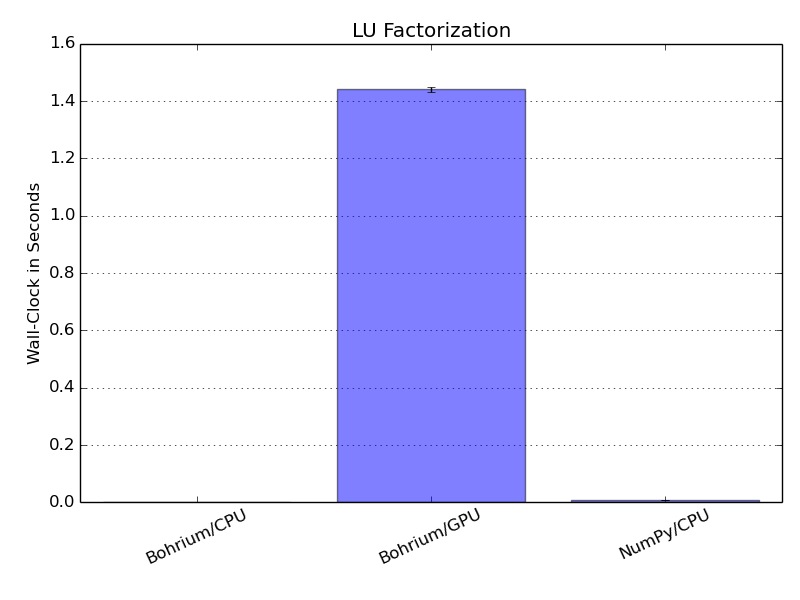 LU Factorization
Wall-Clock in Seconds
1.6
1.4
1.2
1.0
0.8
0.6
0.4
0.2
0.0
Bohrium/CPU
Bohrium/GPU
NumPy/CPU